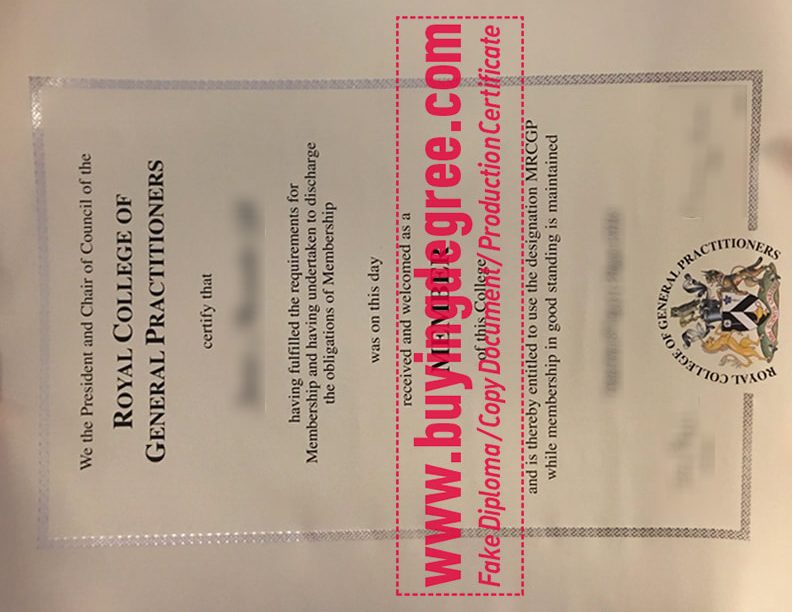 We the President and Chair of Council of the
ROYAL COLLEGE OF
GENERAL PRACTITIONERS
certify that
having fulfilled the requirements for
Membership and having undertaken to discharge
the obligations of Membership
was on this day
received and welcomed as a
MEMBER
of this College
and is thereby entitled to use the designation MRCGP
while membership in good standing is maintained
ROYAL COLLEGE OF GENERAL PRACTITIONERS
www.buyingdegree.com
Fake Diploma/Copy Document/Production Certificate